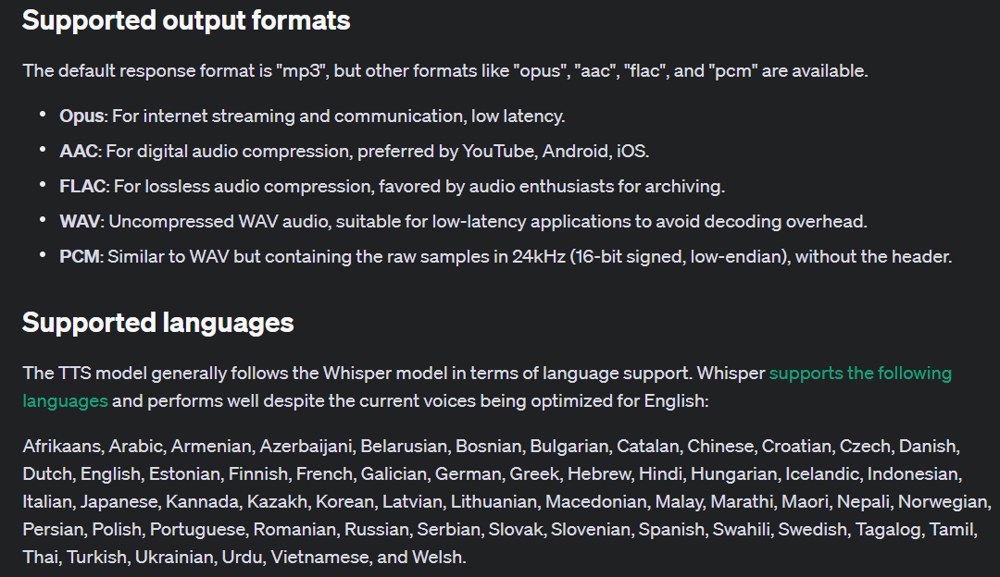 Supported output formats
The default response format is "mp3", but other formats like "opus", "aac", "flac", and "pcm" are available.
• Opus: For internet streaming and communication, low latency.
• AAC: For digital audio compression, preferred by YouTube, Android, iOS.
• FLAC: For lossless audio compression, favored by audio enthusiasts for archiving.
• WAV: Uncompressed WAV audio, suitable for low-latency applications to avoid decoding overhead.
• PCM: Similar to WAV but containing the raw samples in 24kHz (16-bit signed, low-endian), without the header.
Supported languages
The TTS model generally follows the Whisper model in terms of language support. Whisper supports the following
languages and performs well despite the current voices being optimized for English:
Afrikaans, Arabic, Armenian, Azerbaijani, Belarusian, Bosnian, Bulgarian, Catalan, Chinese, Croatian, Czech, Danish,
Dutch, English, Estonian, Finnish, French, Galician, German, Greek, Hebrew, Hindi, Hungarian, Icelandic, Indonesian,
Italian, Japanese, Kannada, Kazakh, Korean, Latvian, Lithuanian, Macedonian, Malay, Marathi, Maori, Nepali, Norwegian,
Persian, Polish, Portuguese, Romanian, Russian, Serbian, Slovak, Slovenian, Spanish, Swahili, Swedish, Tagalog, Tamil,
Thai, Turkish, Ukrainian, Urdu, Vietnamese, and Welsh.